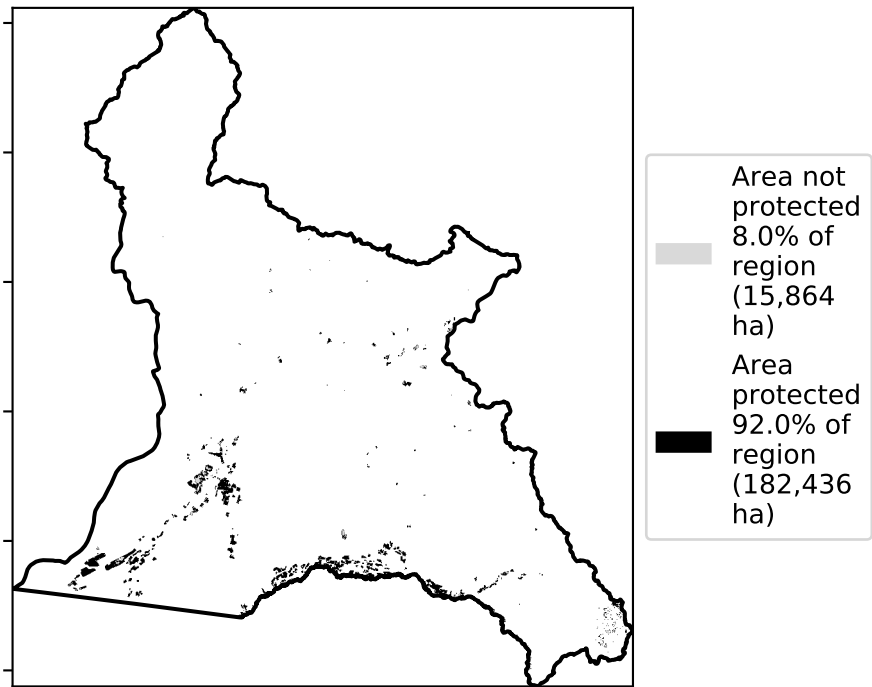 Area not
protected
8.0% of
region
(15,864
ha)
Area
protected
92.0% of
region
(182,436
ha)